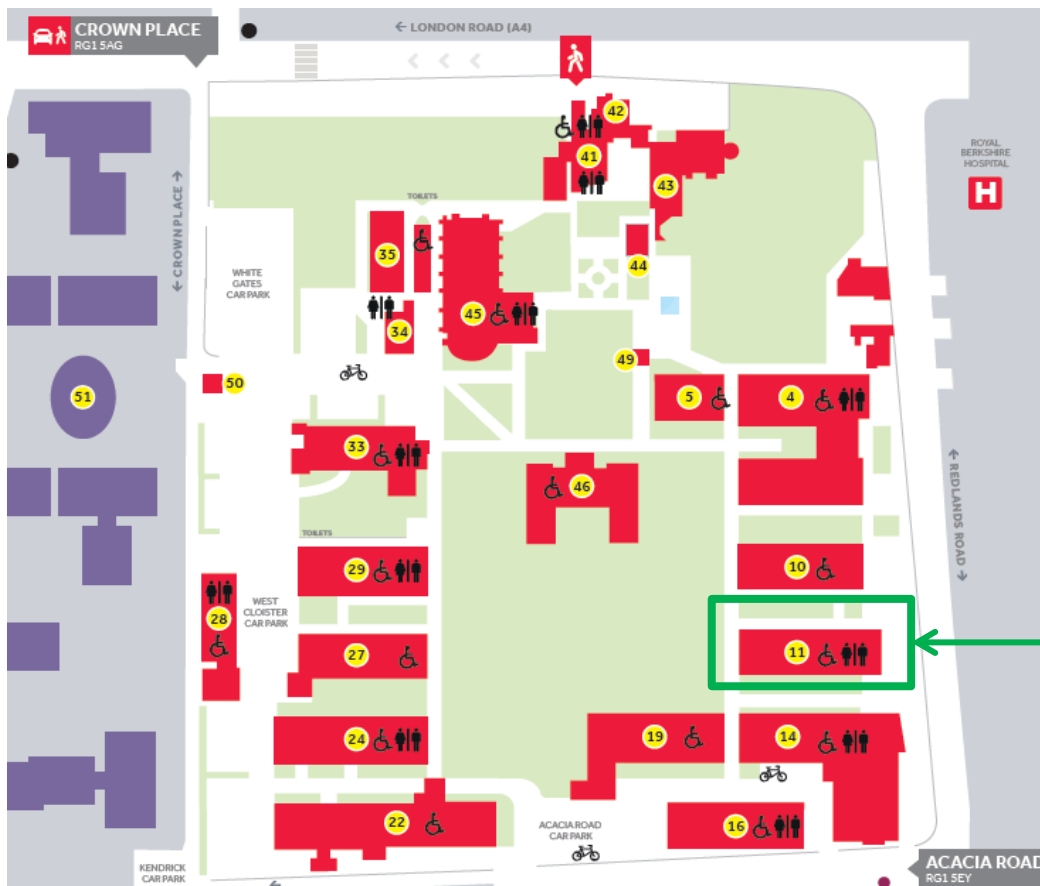 CROWN PLACE
RG1 5AG
← LONDON ROAD (A4)
42
41
43
ROYAL
BERKSHIRE
HOSPITAL
H
← CROWN PLACE →
TOILETS
35
44
WHITE
GATES
CAR PARK
45
34
49
50
51
5
4
33
46
← REDLANDS ROAD →
TOILETS
29
10
28
WEST
CLOISTER
CAR PARK
27
11
24
19
14
22
ACACIA ROAD
CAR PARK
16
KENDRICK
CAR PARK
←
ACACIA ROAD
RG1 5EY